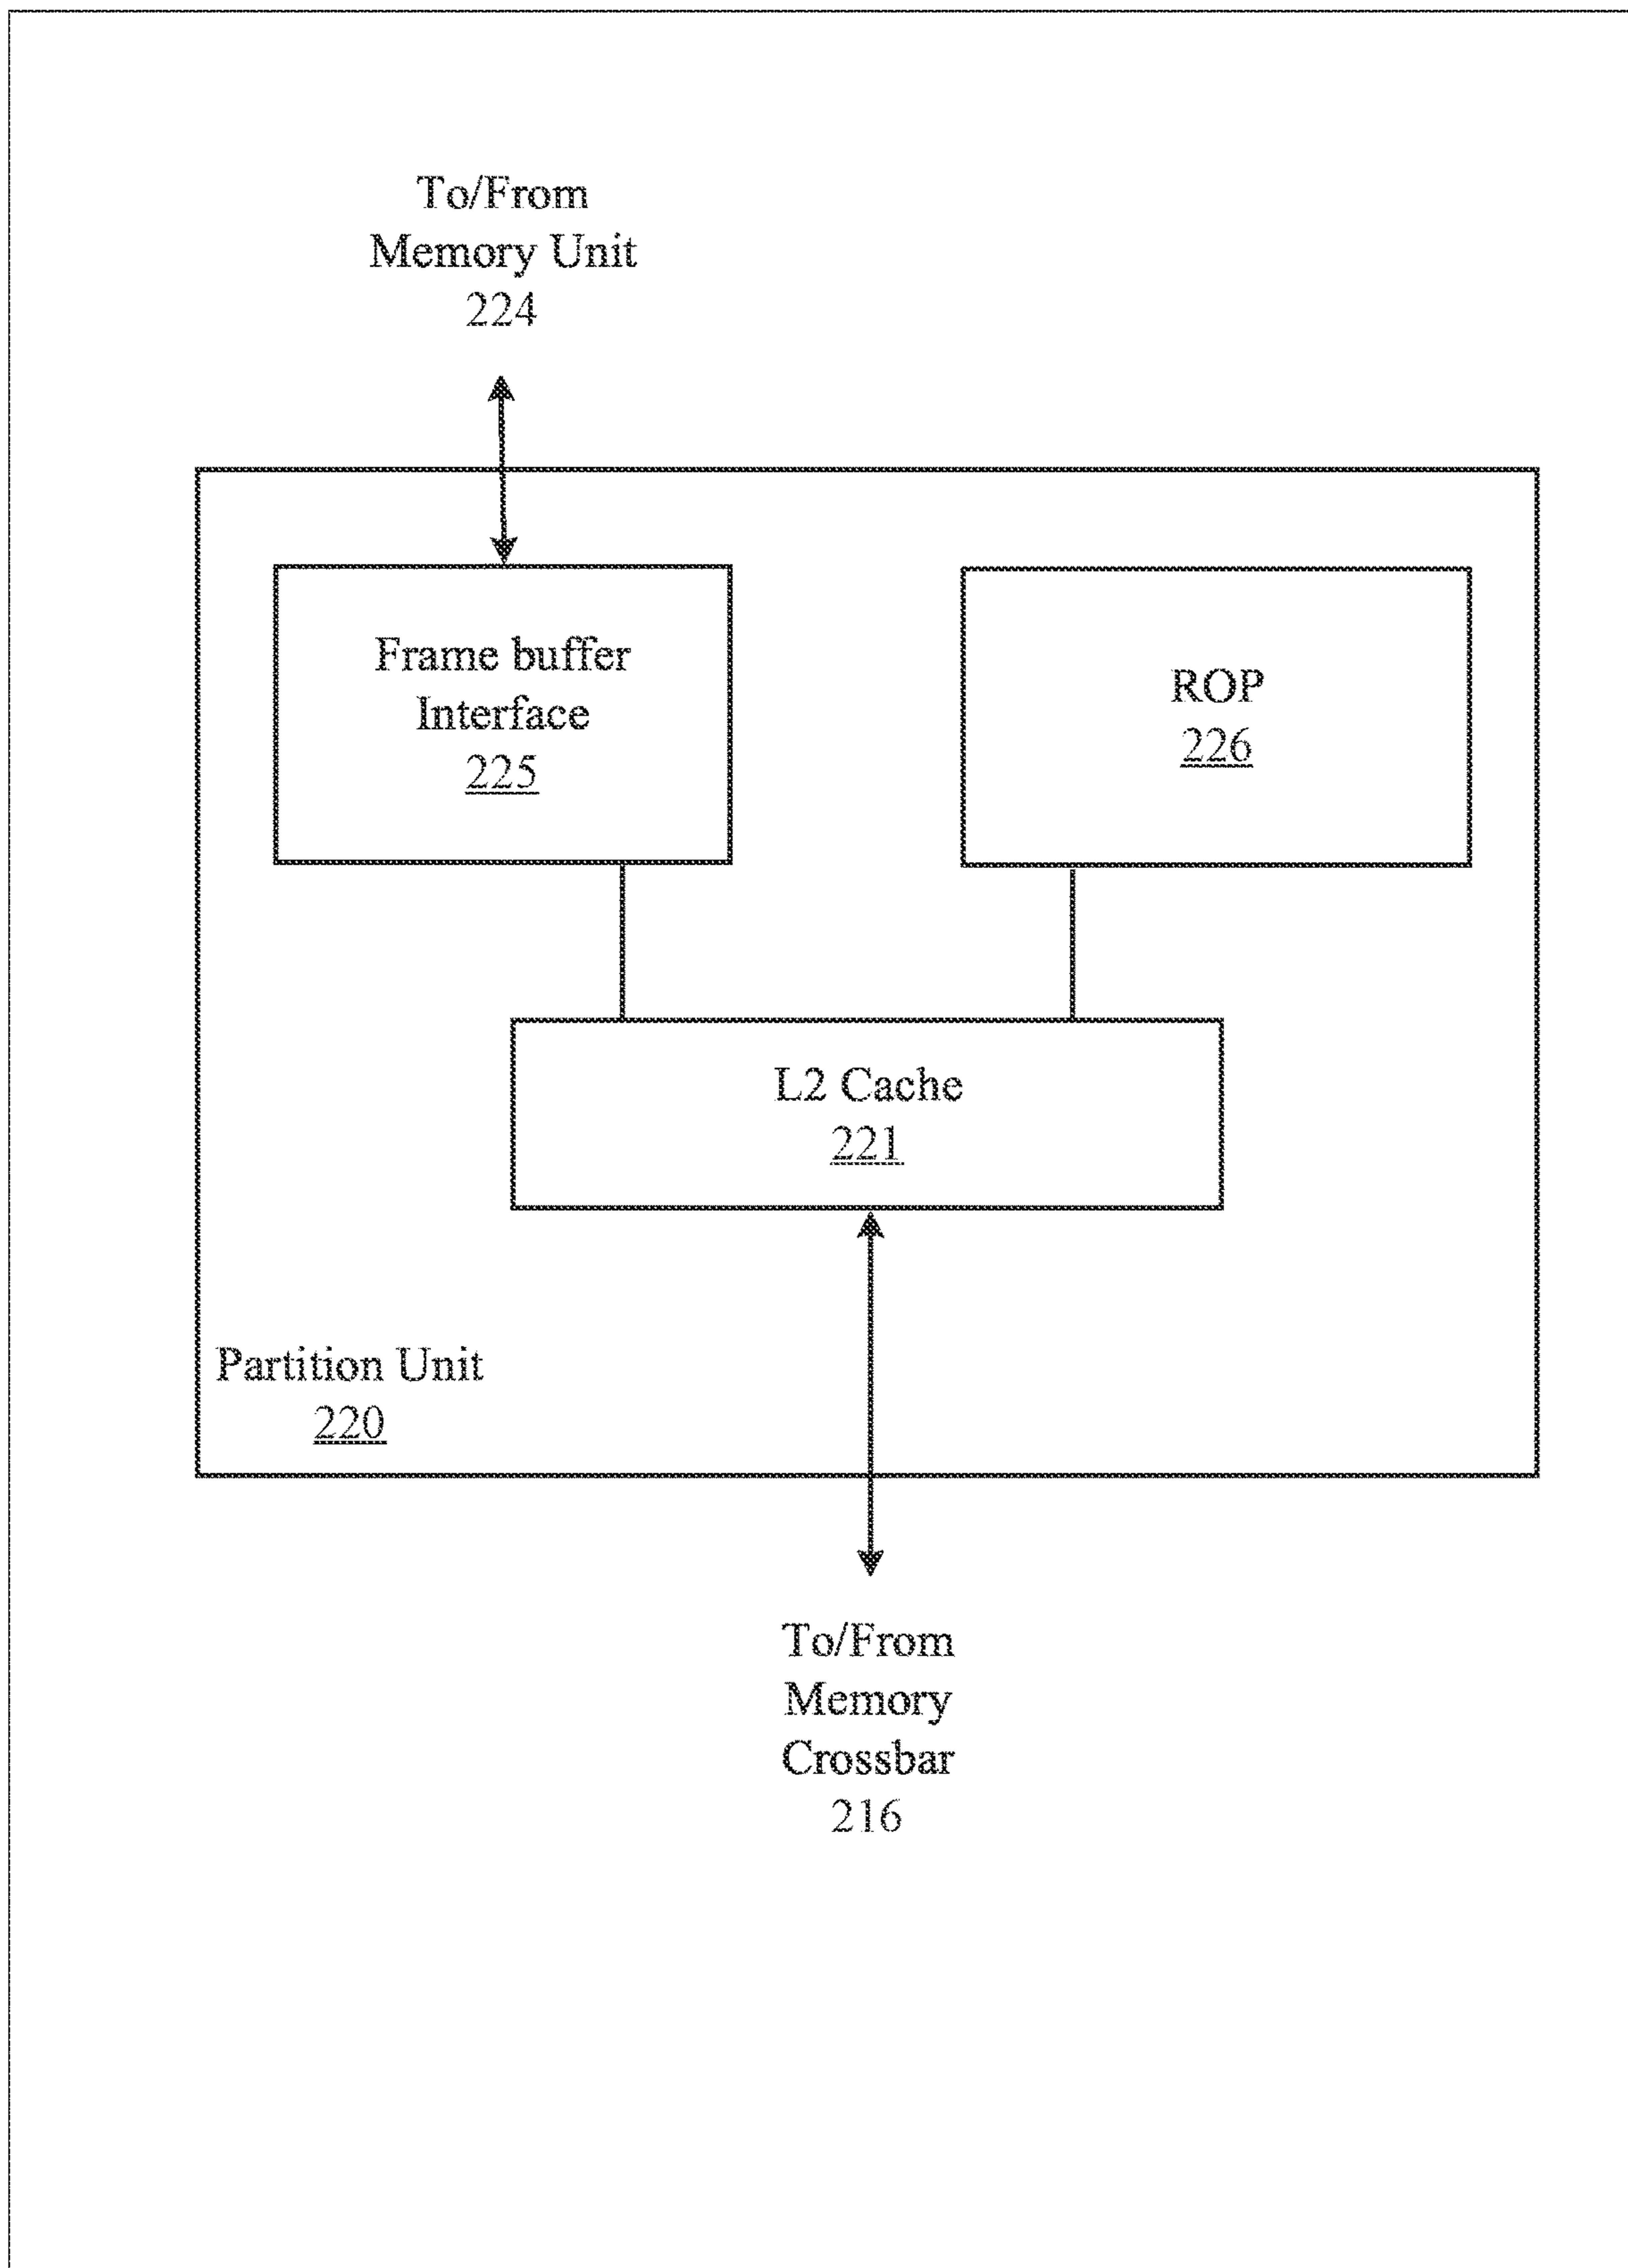 To/From
Memory Unit
224
Frame buffer
Interface
225
ROP
226
L2 Cache
221
Partition Unit
220
To/From
Memory
Crossbar
216